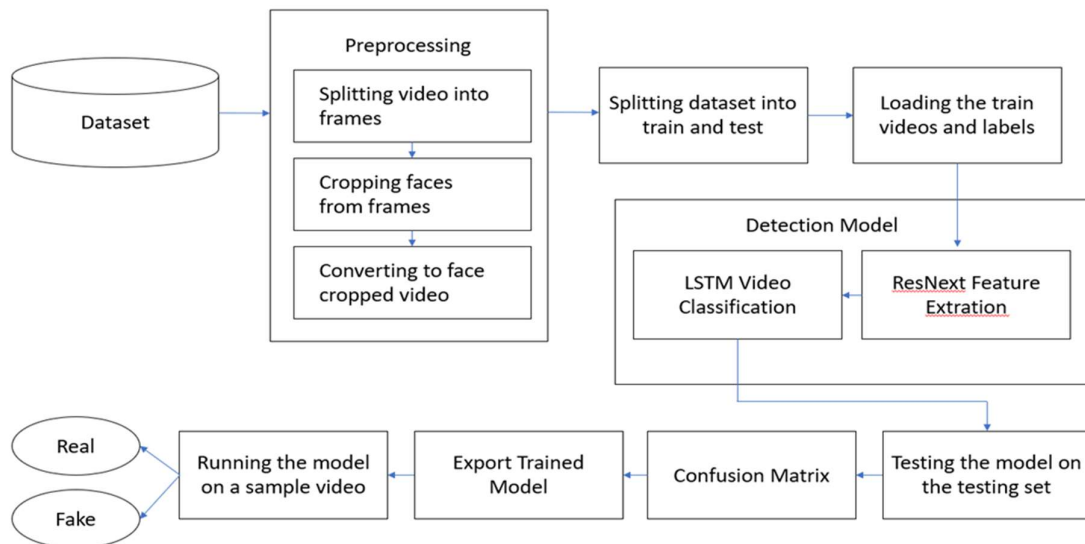 Dataset
Preprocessing
Splitting video into
frames
Cropping faces
from frames
Converting to face
cropped video
Splitting dataset into
train and test
Loading the train
videos and labels
Detection Model
LSTM Video
Classification
ResNext Feature
Extration
Real
Fake
Running the model
on a sample video
Export Trained
Model
Confusion Matrix
Testing the model on
the testing set